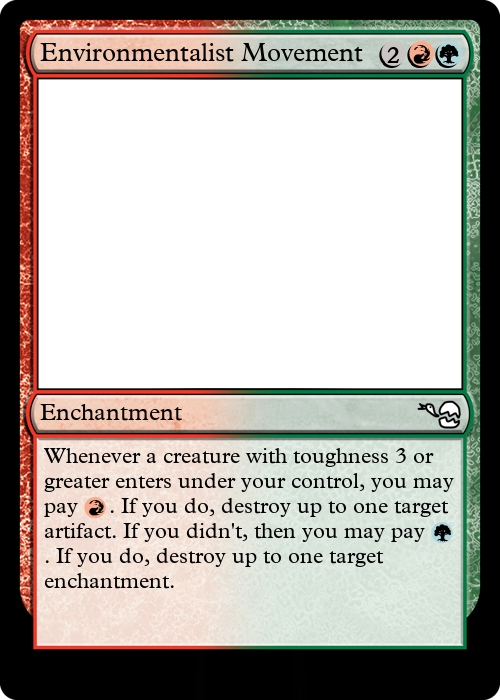 Environmentalist Movement 2
Enchantment
Whenever a creature with toughness 3 or
greater enters under your control, you may
pay . If you do, destroy up to one target
artifact. If you didn't, then you may pay
. If you do, destroy up to one target
enchantment.